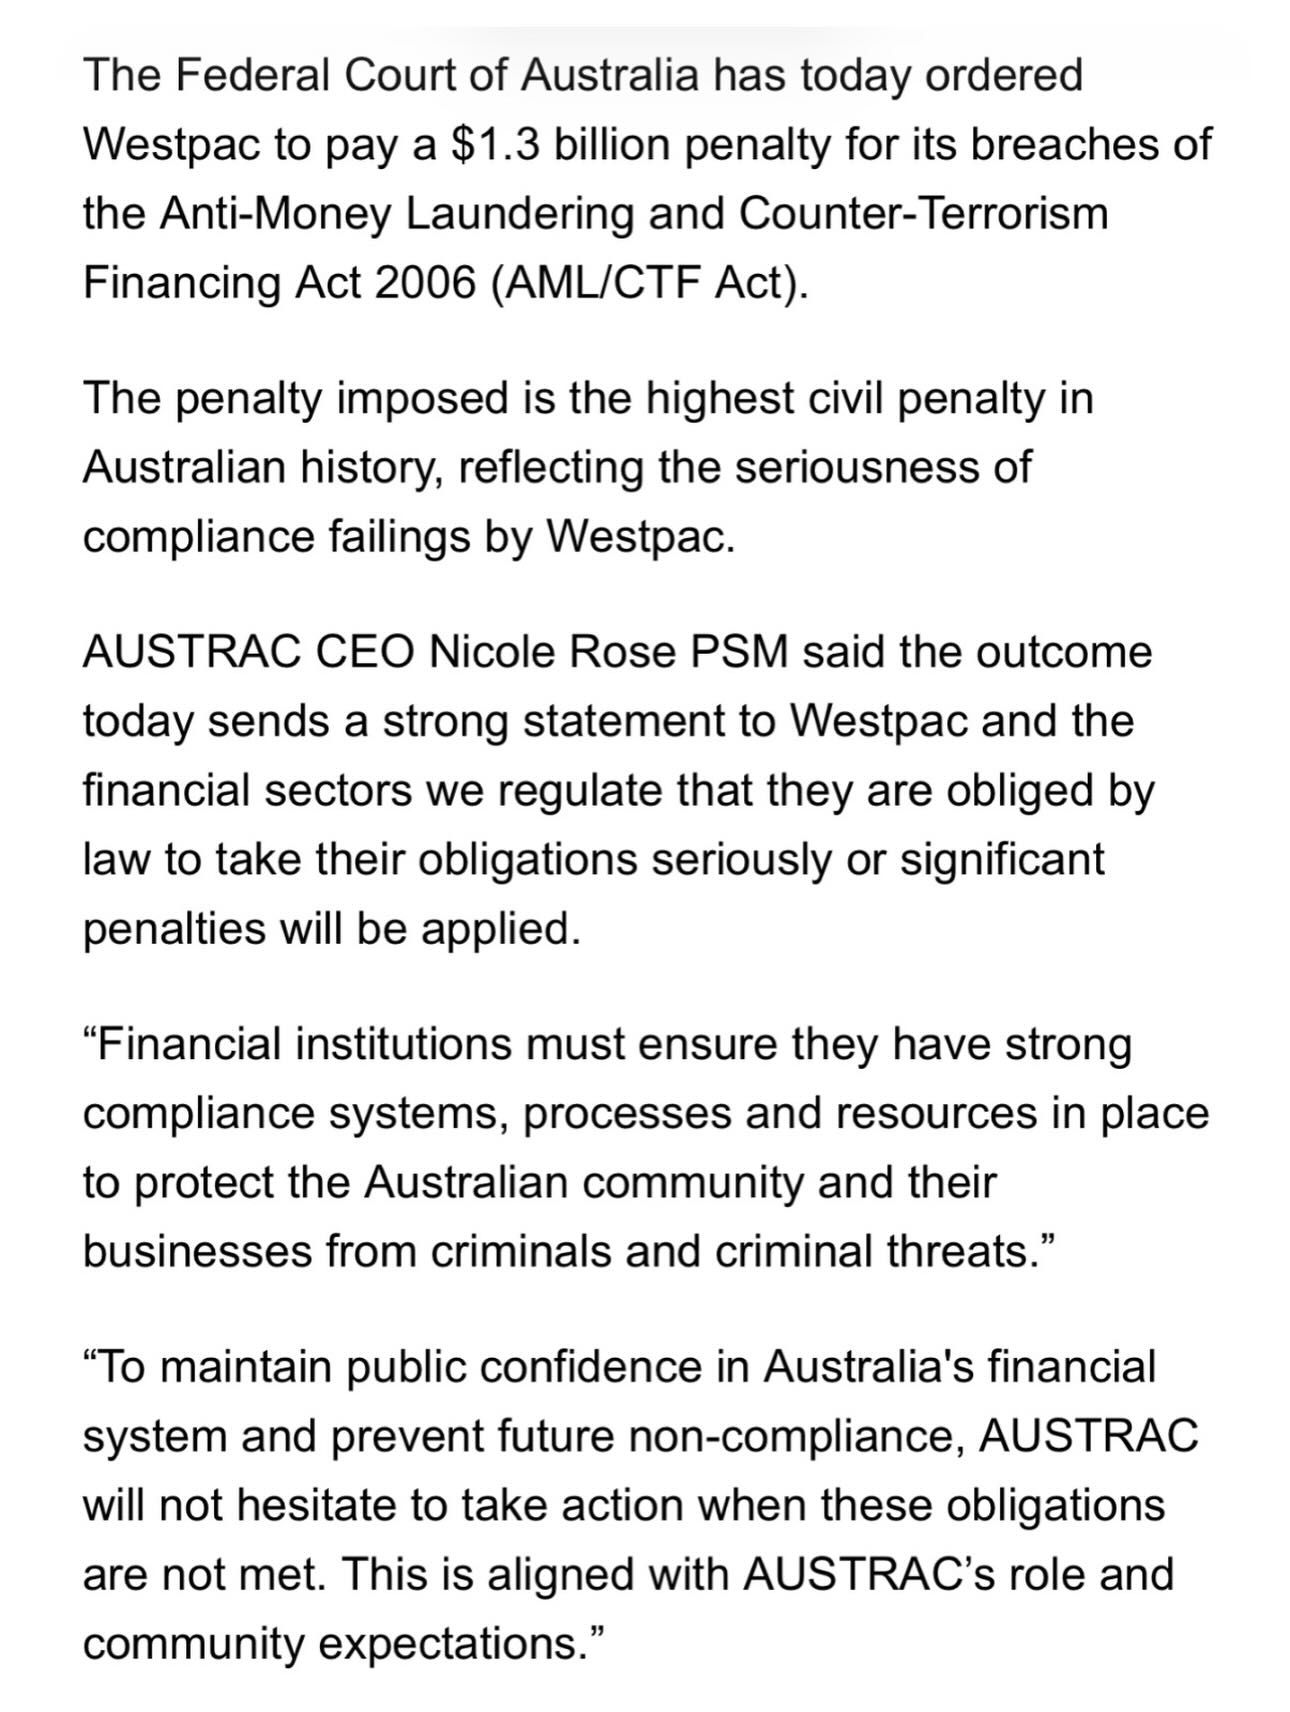 The Federal Court of Australia has today ordered
Westpac to pay a $1.3 billion penalty for its breaches of
the Anti-Money Laundering and Counter-Terrorism
Financing Act 2006 (AML/CTF Act).
The penalty imposed is the highest civil penalty in
Australian history, reflecting the seriousness of
compliance failings by Westpac.
AUSTRAC CEO Nicole Rose PSM said the outcome
today sends a strong statement to Westpac and the
financial sectors we regulate that they are obliged by
law to take their obligations seriously or significant
penalties will be applied.
“Financial institutions must ensure they have strong
compliance systems, processes and resources in place
to protect the Australian community and their
businesses from criminals and criminal threats.”
“To maintain public confidence in Australia's financial
system and prevent future non-compliance, AUSTRAC
will not hesitate to take action when these obligations
are not met. This is aligned with AUSTRAC’s role and
community expectations.”